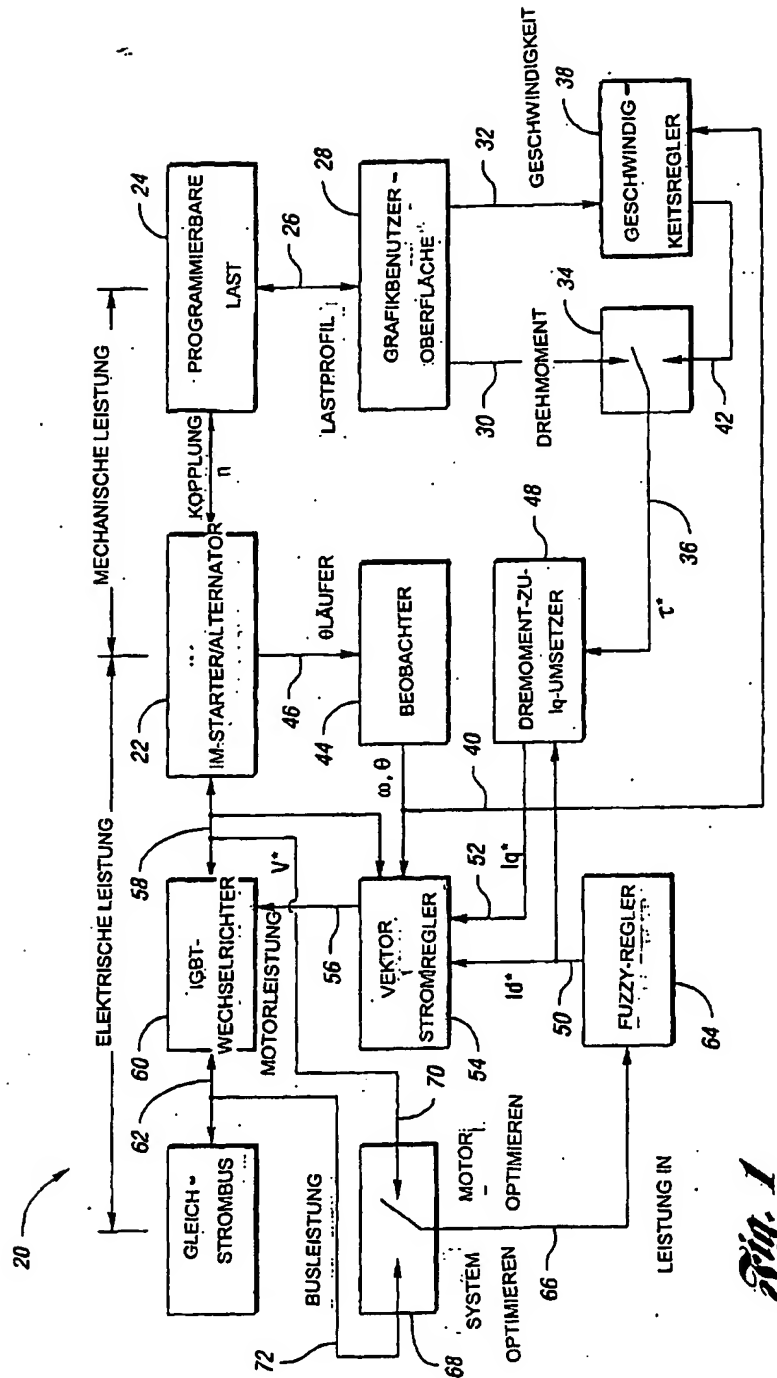 20
ELEKTRISCHE LEISTUNG
MECHANISCHE LEISTUNG
GLEICH-
STROMBUS
62
60
IGBT-
WECHSELRICHTER
58
22
IM-STARTER/ALTERNATOR
KOPPLUNG
n
24
PROGRAMMIERBARE
LAST
72
BUSLEISTUNG
MOTORLEISTUNG
V*
56
46
θLÄUFER
LASTPROFIL
26
68
SYSTEM
OPTIMIEREN
MOTOR
OPTIMIEREN
70
54
VEKTOR
STROMREGLER
ω, θ
44
BEOBACHTER
28
GRAFIKBENUTZER-
OBERFLÄCHE
66
Id*
52
Iq*
40
30
DREHMOMENT
32
GESCHWINDIGKEIT
LEISTUNG IN
50
FUZZY-REGLER
64
DREMOMENT-ZU-
Iq-UMSETZER
48
τ*
36
34
42
38
GESCHWINDIG-
KEITSREGLER
Fig. 1